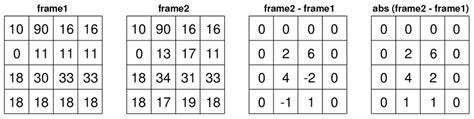 frame1 frame2 frame2 - frame1 abs (frame2 - frame1)
10 90 16 16 10 90 16 16 0 0 0 0 0 0 0 0
0 11 11 11 0 13 17 11 0 2 6 0 0 2 6 0
18 30 33 33 18 34 31 33 0 4 -2 0 0 4 2 0
18 18 18 18 18 17 19 18 0 -1 1 0 0 1 1 0